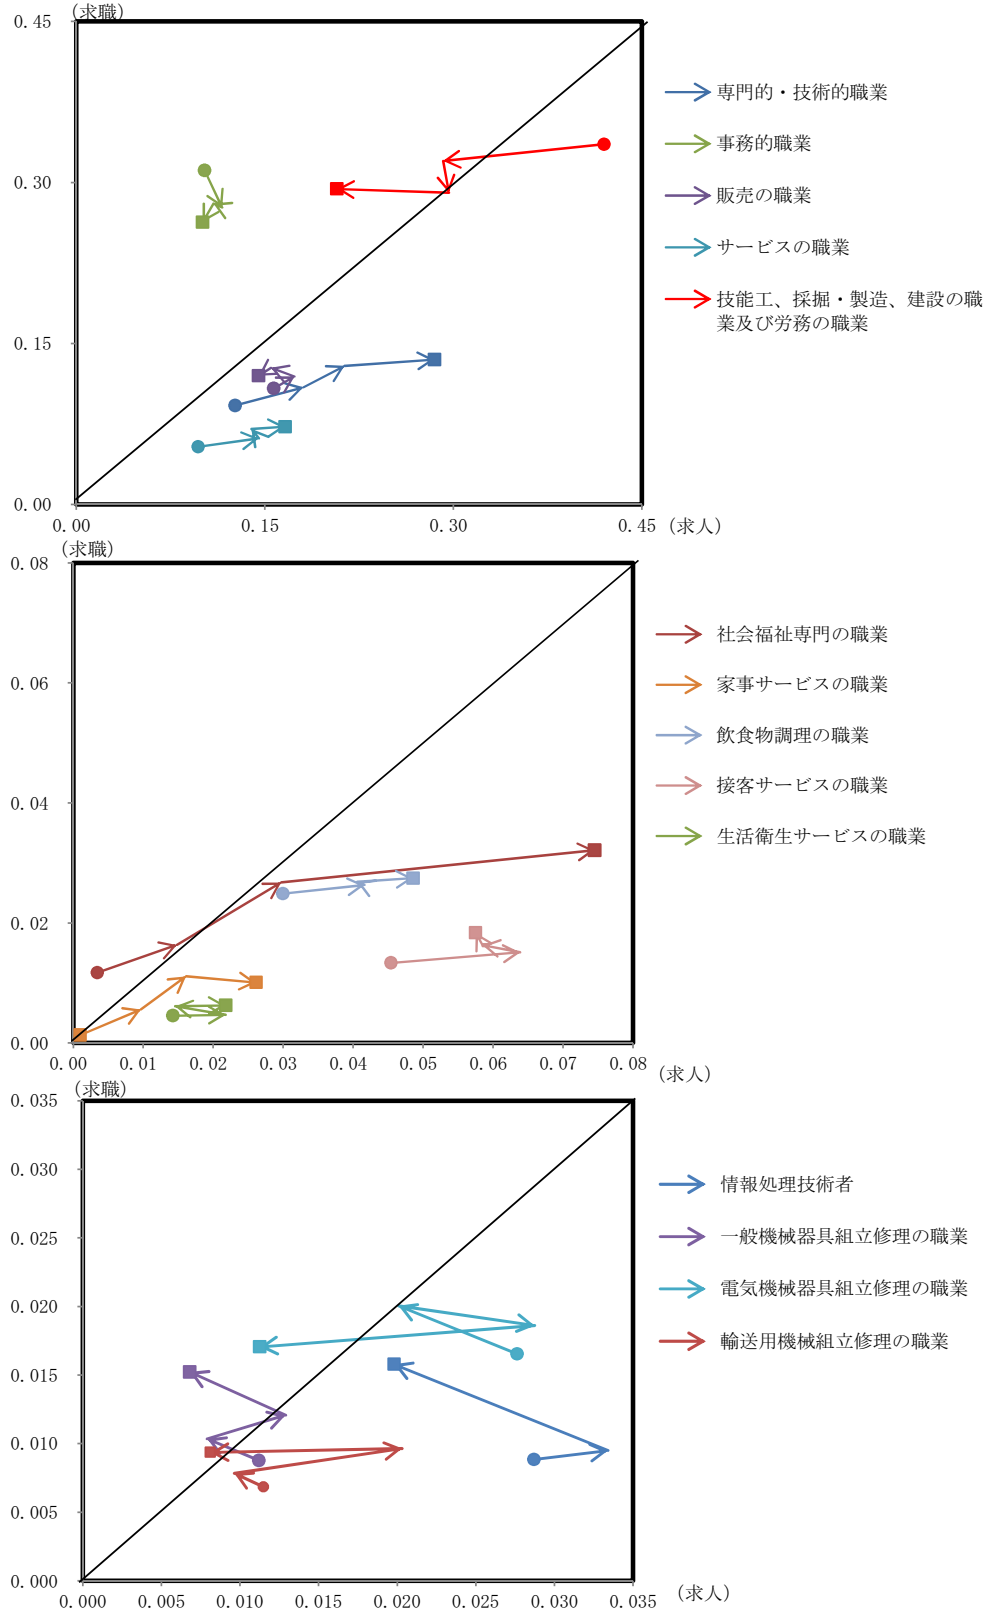 (求職)
0.45
0.30
0.15
0.00
0.00 0.15 0.30 0.45 (求人)
専門的・技術的職業
事務的職業
販売の職業
サービスの職業
技能工、採掘・製造、建設の職
業及び労務の職業
(求職)
0.08
0.06
0.04
0.02
0.00
0.00 0.01 0.02 0.03 0.04 0.05 0.06 0.07 0.08
(求人)
社会福祉専門の職業
家事サービスの職業
飲食物調理の職業
接客サービスの職業
生活衛生サービスの職業
(求職)
0.035
0.030
0.025
0.020
0.015
0.010
0.005
0.000
0.000 0.005 0.010 0.015 0.020 0.025 0.030 0.035
(求人)
情報処理技術者
一般機械器具組立修理の職業
電気機械器具組立修理の職業
輸送用機械組立修理の職業